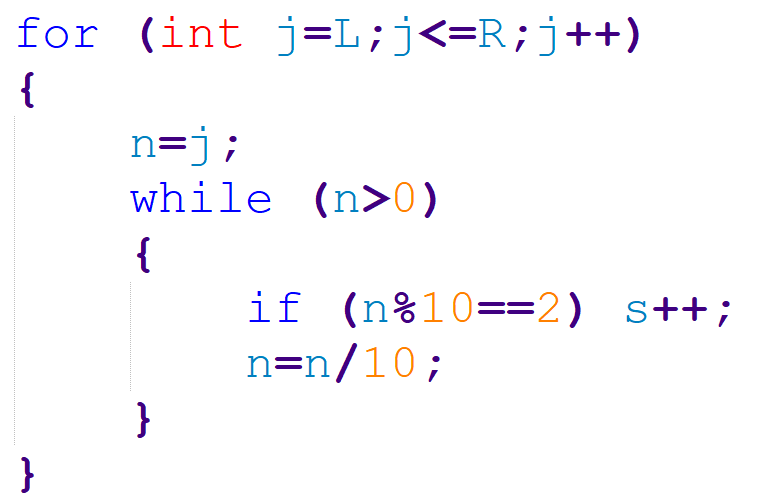 for (int j=L;j<=R;j++)
{
n=j;
while (n>0)
{
if (n%10==2) s++;
n=n/10;
}
}